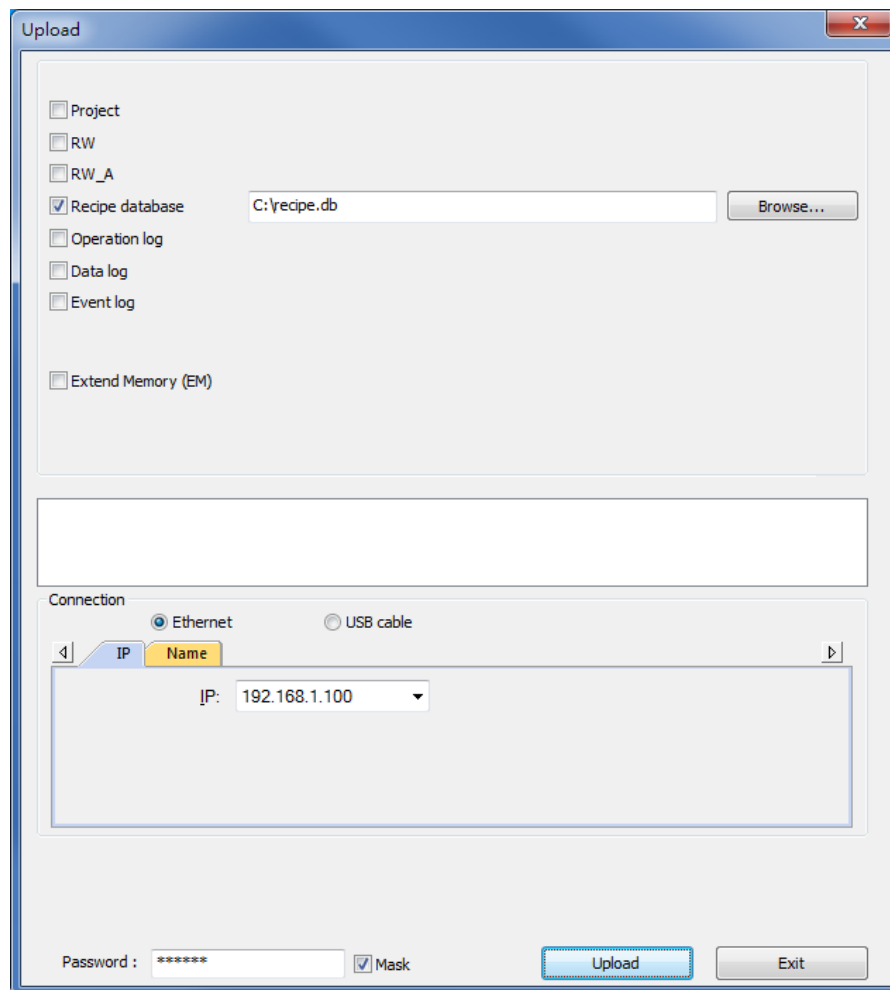 Upload
Project
RW
RW_A
Recipe database C:\recipe.db Browse...
Operation log
Data log
Event log
Extend Memory (EM)
Connection
Ethernet USB cable
IP Name
IP: 192.168.1.100
Password : ****** Mask Upload Exit